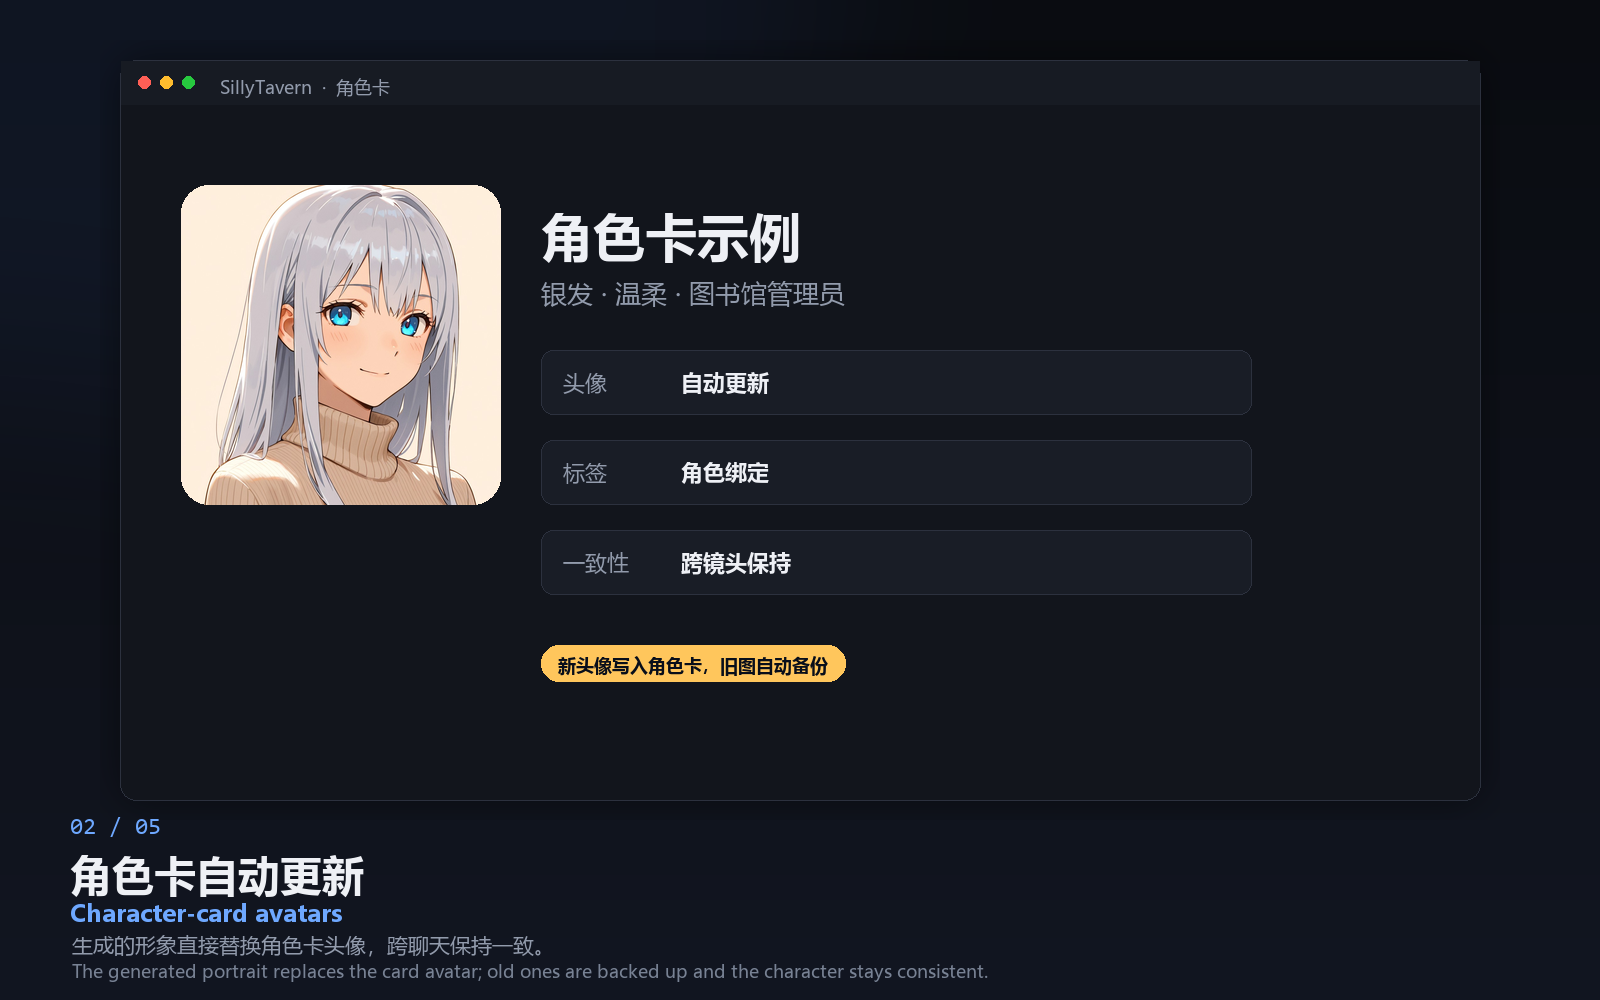 SillyTavern · 角色卡
角色卡示例
银发 · 温柔 · 图书馆管理员
头像 自动更新
标签 角色绑定
一致性 跨镜头保持
新头像写入角色卡，旧图自动备份
02 / 05
角色卡自动更新
Character-card avatars
生成的形象直接替换角色卡头像，跨聊天保持一致。
The generated portrait replaces the card avatar; old ones are backed up and the character stays consistent.